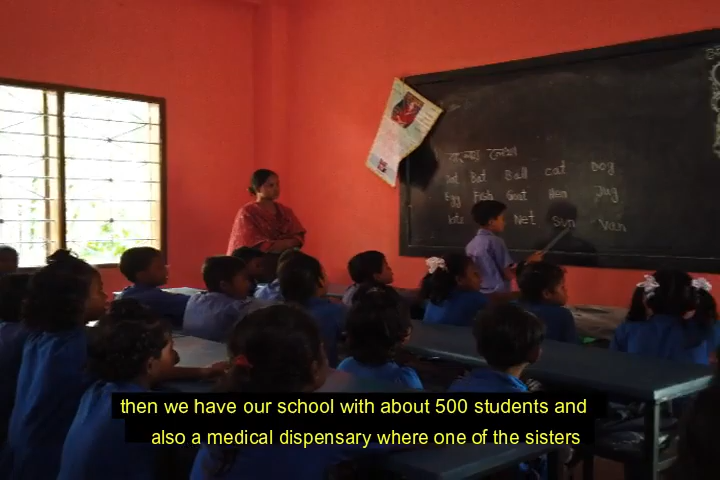 Bat Ball cat Dog
Egg Fish Goat Hen Jug
Net Sun Van
then we have our school with about 500 students and
also a medical dispensary where one of the sisters